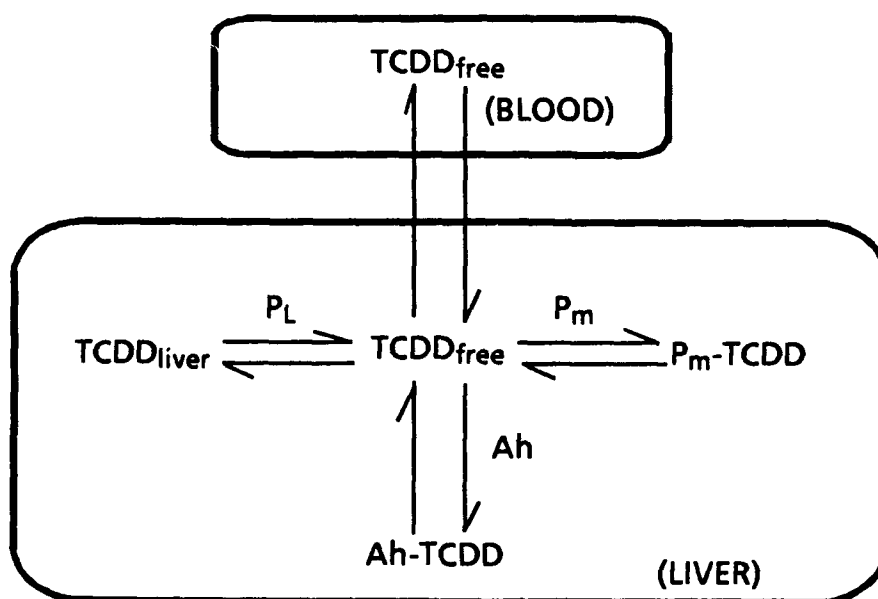 TCDDfree
(BLOOD)
PL
Pm
TCDDliver
TCDDfree
Pm-TCDD
Ah
Ah-TCDD
(LIVER)